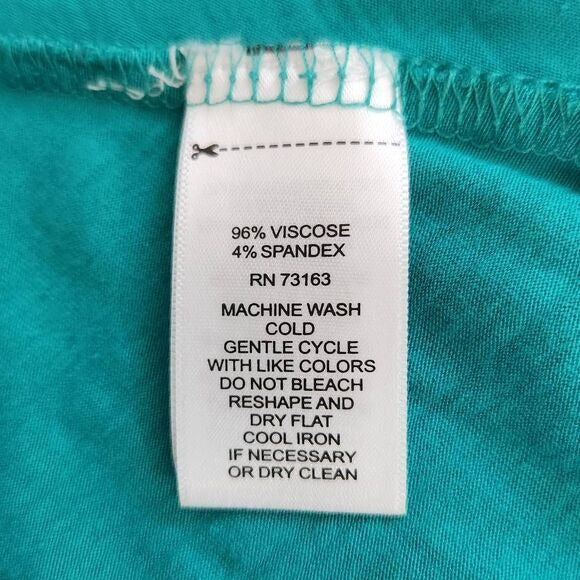 96% VISCOSE
4% SPANDEX
RN 73163
MACHINE WASH
COLD
GENTLE CYCLE
WITH LIKE COLORS
DO NOT BLEACH
RESHAPE AND
DRY FLAT
COOL IRON
IF NECESSARY
OR DRY CLEAN